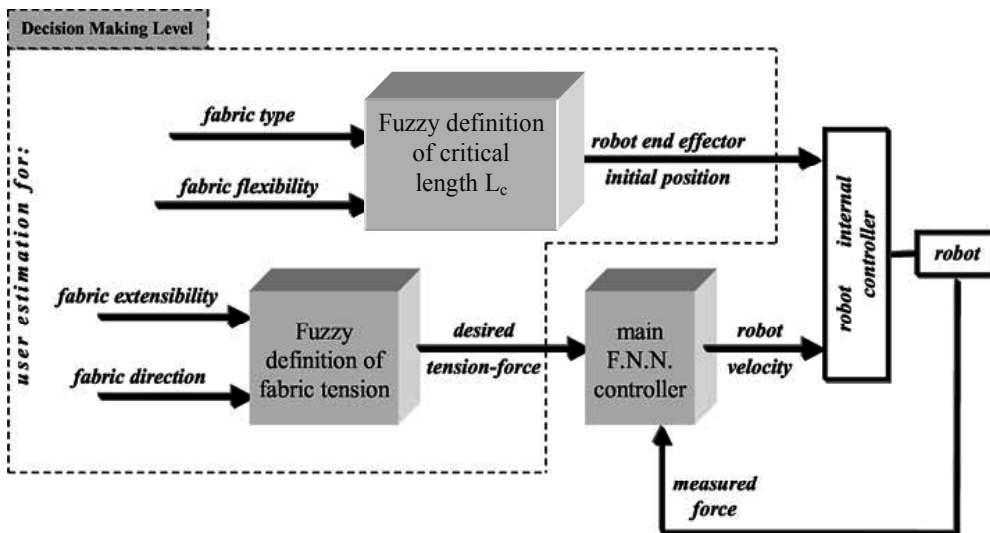 Decision Making Level
user estimation for:
fabric type
fabric flexibility
Fuzzy definition
of critical
length Lc
robot end effector
initial position
robot internal
controller
robot
fabric extensibility
fabric direction
Fuzzy
definition of
fabric tension
desired
tension-force
main
F.N.N.
controller
robot
velocity
measured
force